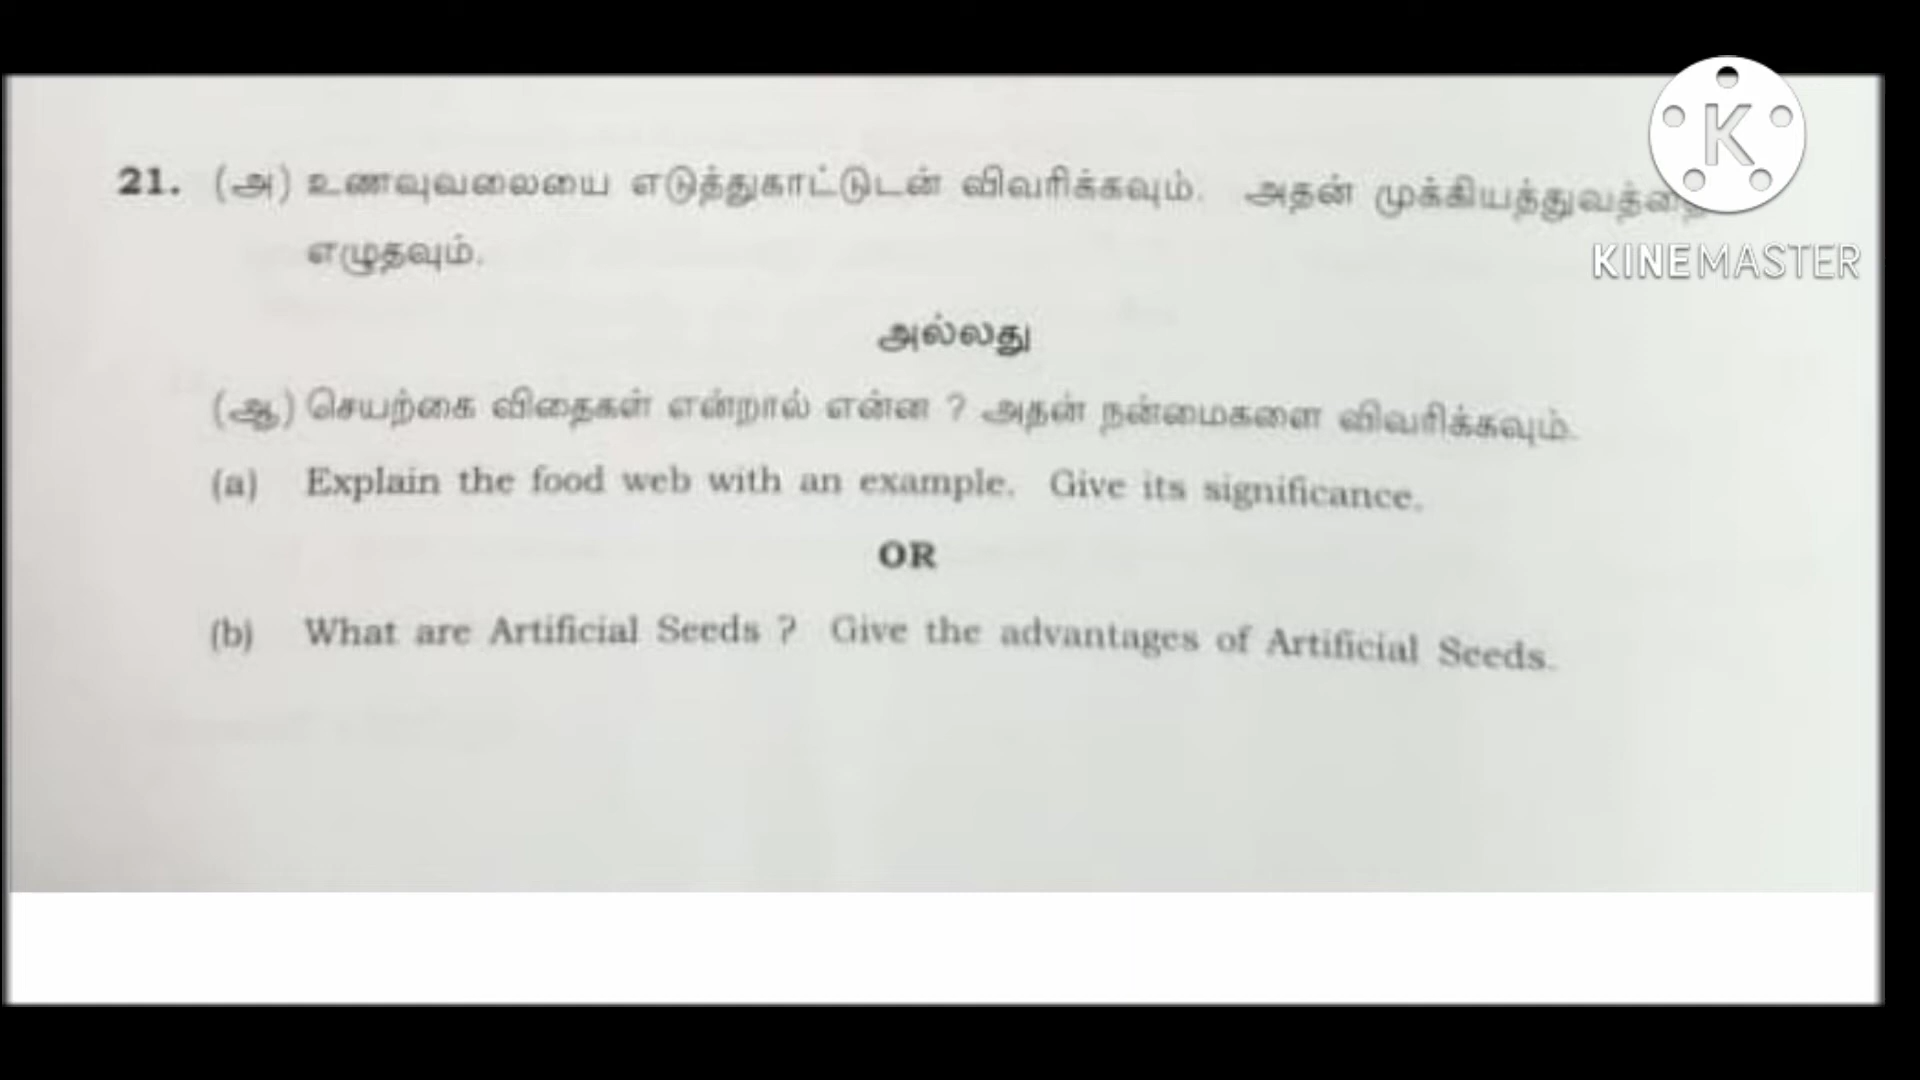 21. (அ) உணவுவலையை எடுத்துகாட்டுடன் விவரிக்கவும். அதன் முக்கியத்துவத்தை
எழுதவும்.
அல்லது
(ஆ) செயற்கை விதைகள் என்றால் என்ன ? அதன் நன்மைகளை விவரிக்கவும்.
(a) Explain the food web with an example. Give its significance.
OR
(b) What are Artificial Seeds ? Give the advantages of Artificial Seeds.
K
KINEMASTER